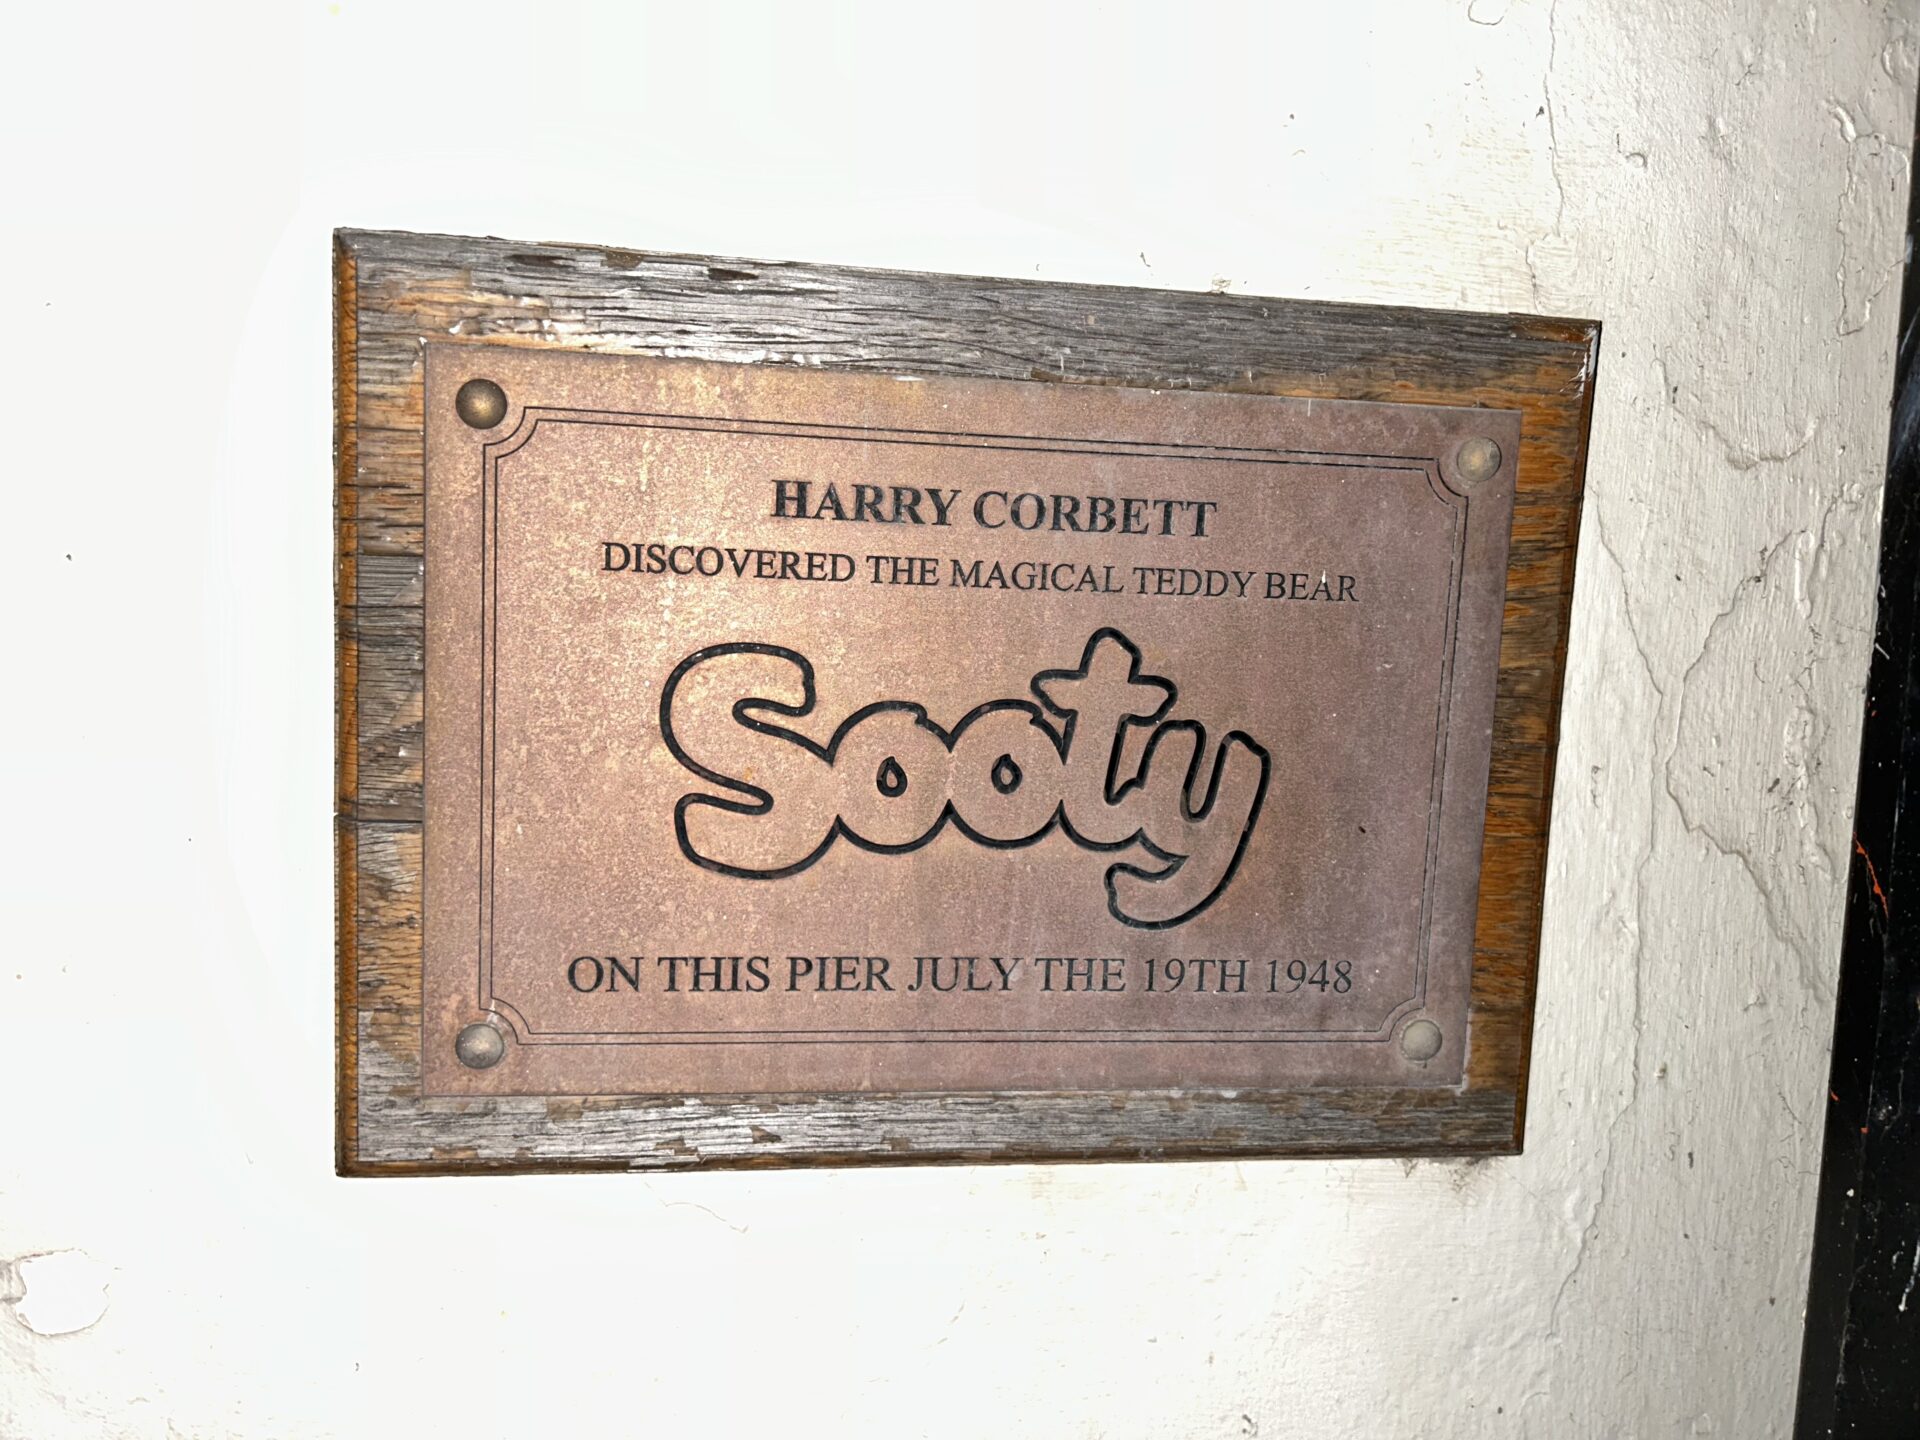 HARRY CORBETT
DISCOVERED THE MAGICAL TEDDY BEAR
Sooty
ON THIS PIER JULY THE 19TH 1948